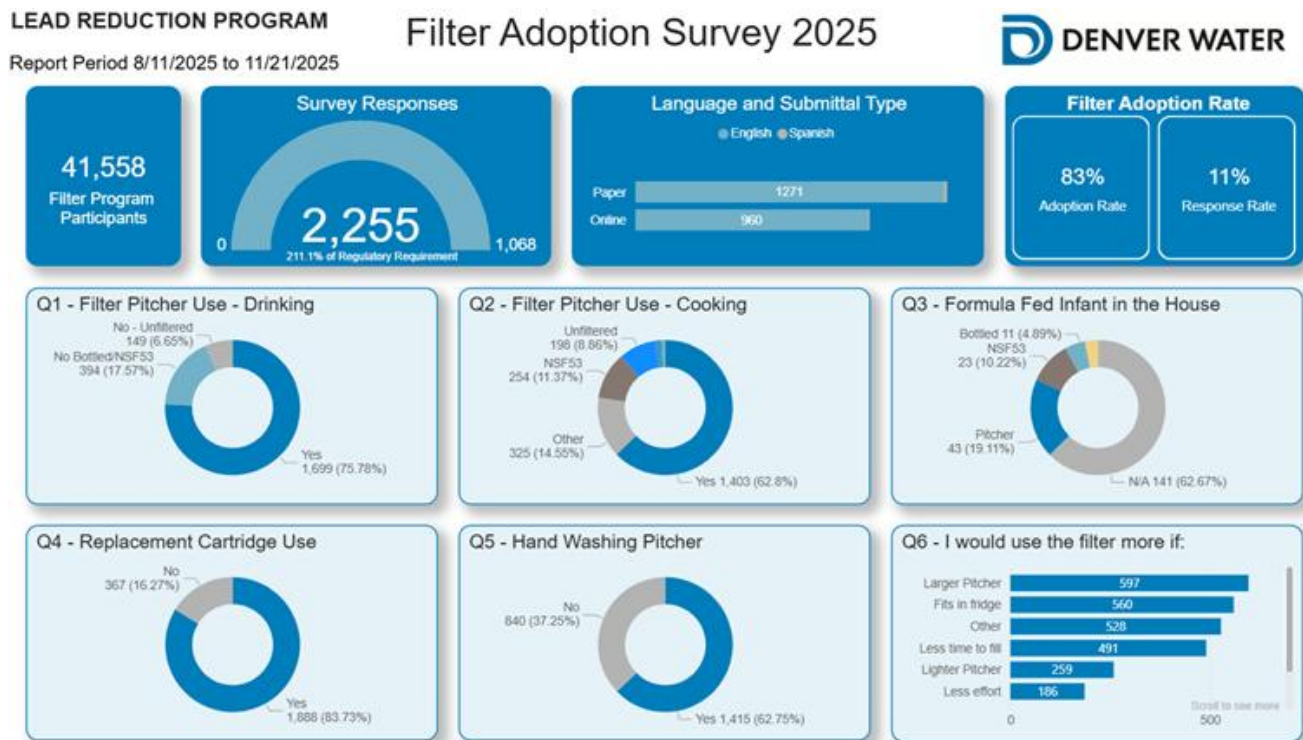 LEAD REDUCTION PROGRAM
Report Period 8/11/2025 to 11/21/2025
Filter Adoption Survey 2025
DENVER WATER
41,558
Filter Program
Participants
Survey Responses
2,255
0
1,068
211.1% of Regulatory Requirement
Language and Submittal Type
English Spanish
Paper 1271
Online 960
Filter Adoption Rate
83%
Adoption Rate
11%
Response Rate
Q1 - Filter Pitcher Use - Drinking
No - Unfiltered
149 (6.65%)
No Bottled/NSF53
394 (17.57%)
Yes
1,699 (75.78%)
Q2 - Filter Pitcher Use - Cooking
Unfiltered
198 (8.86%)
NSF53
254 (11.37%)
Other
325 (14.55%)
Yes 1,403 (62.8%)
Q3 - Formula Fed Infant in the House
Bottled 11 (4.89%)
NSF53
23 (10.22%)
Pitcher
43 (19.11%)
N/A 141 (62.67%)
Q4 - Replacement Cartridge Use
No
367 (16.27%)
Yes
1,888 (83.73%)
Q5 - Hand Washing Pitcher
No
840 (37.25%)
Yes 1,415 (62.75%)
Q6 - I would use the filter more if:
Larger Pitcher 597
Fits in fridge 560
Other 528
Less time to fill 491
Lighter Pitcher 259
Less effort 186
Scroll to see more
0 500